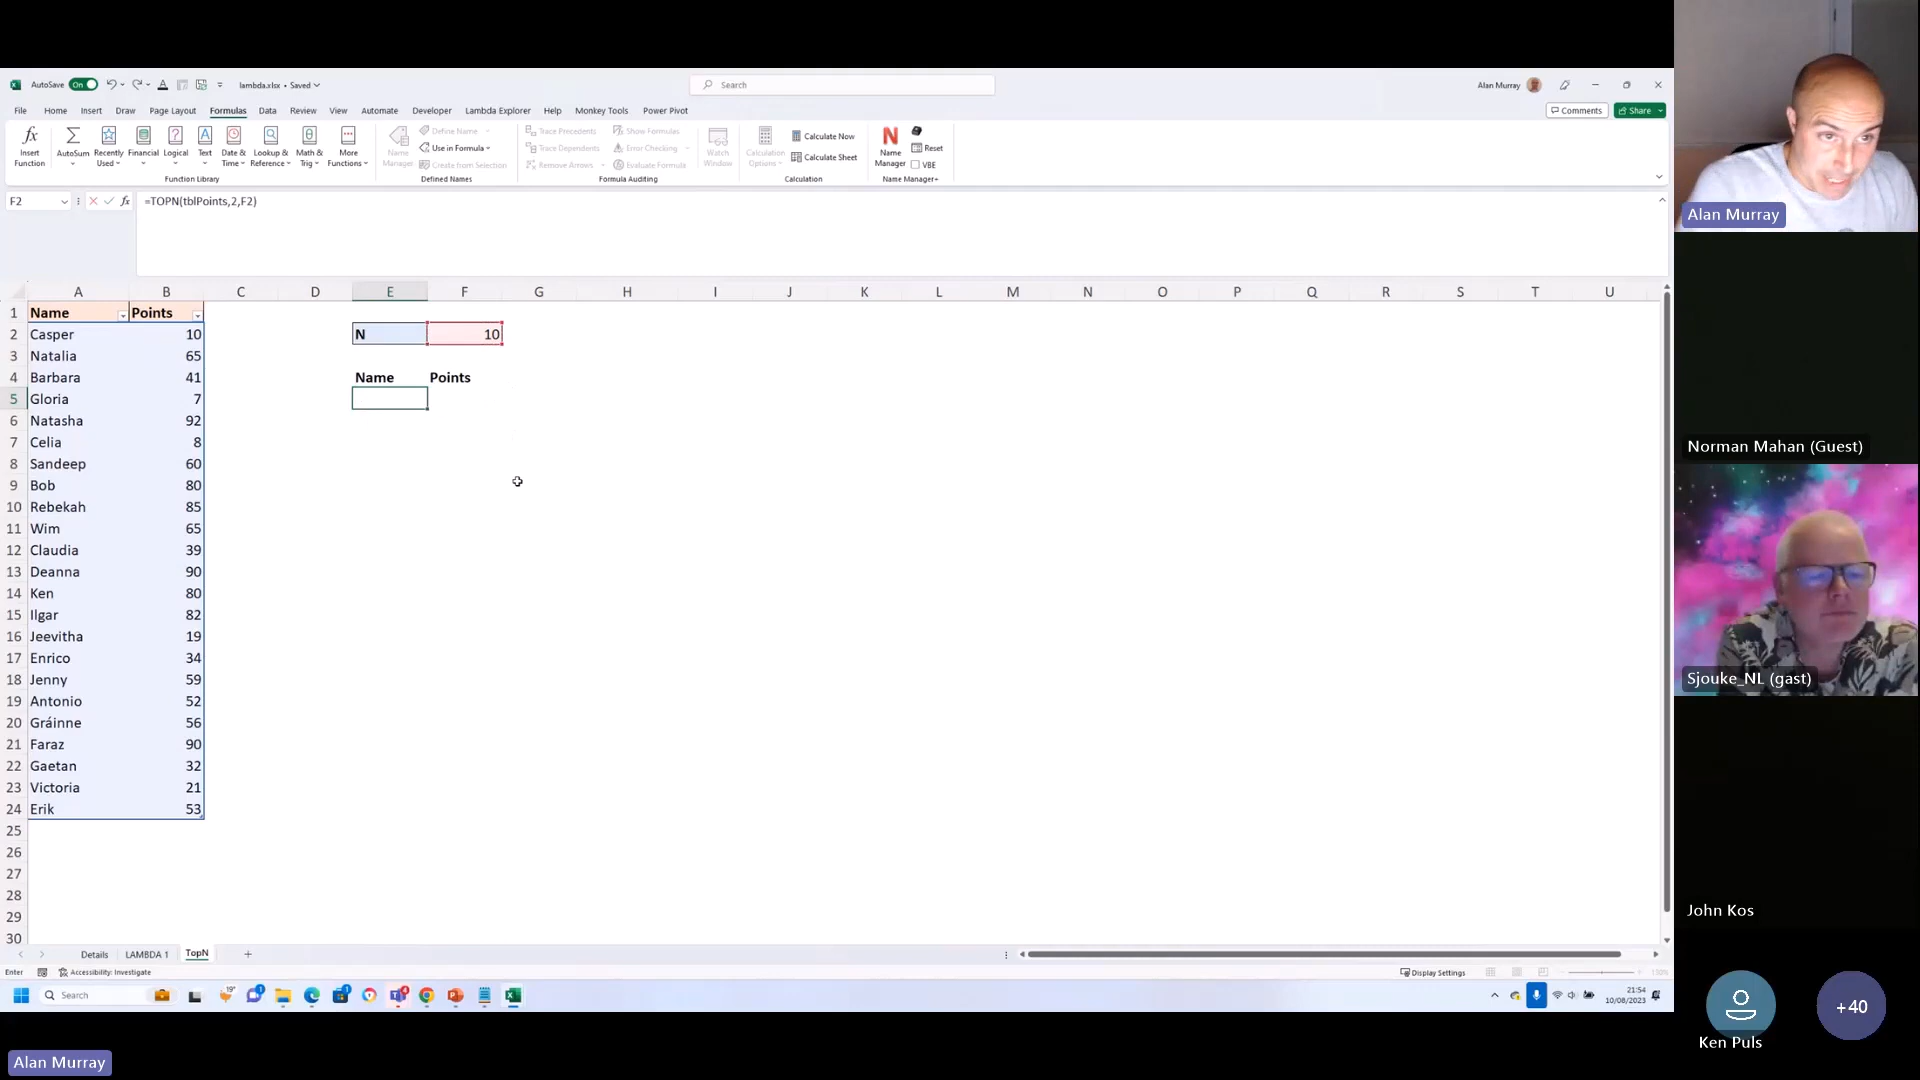 AutoSave On lambda.xlsx • Saved Search Alan Murray
File Home Insert Draw Page Layout Formulas Data Review View Automate Developer Lambda Explorer Help Monkey Tools Power Pivot Comments Share
Insert Function
AutoSum
Recently Used
Financial
Logical
Text
Date & Time
Lookup & Reference
Math & Trig
More Functions
Function Library
Name Manager
Define Name
Use in Formula
Create from Selection
Defined Names
Trace Precedents
Trace Dependents
Remove Arrows
Show Formulas
Error Checking
Evaluate Formula
Formula Auditing
Watch Window
Calculation Options
Calculate Now
Calculate Sheet
Calculation
Name Manager
Reset
VBE
Name Manager+
F2 fx =TOPN(tblPoints,2,F2)
A B C D E F G H I J K L M N O P Q R S T U
1 Name Points
2 Casper 10 N 10
3 Natalia 65
4 Barbara 41 Name Points
5 Gloria 7
6 Natasha 92
7 Celia 8
8 Sandeep 60
9 Bob 80
10 Rebekah 85
11 Wim 65
12 Claudia 39
13 Deanna 90
14 Ken 80
15 Ilgar 82
16 Jeevitha 19
17 Enrico 34
18 Jenny 59
19 Antonio 52
20 Gráinne 56
21 Faraz 90
22 Gaetan 32
23 Victoria 21
24 Erik 53
25
26
27
28
29
30
Details LAMBDA 1 TopN
Enter Accessibility: Investigate Display Settings
Search 19° 21:54
10/08/2023
Alan Murray
Norman Mahan (Guest)
Sjouke_NL (gast)
John Kos
+40
Ken Puls
Alan Murray